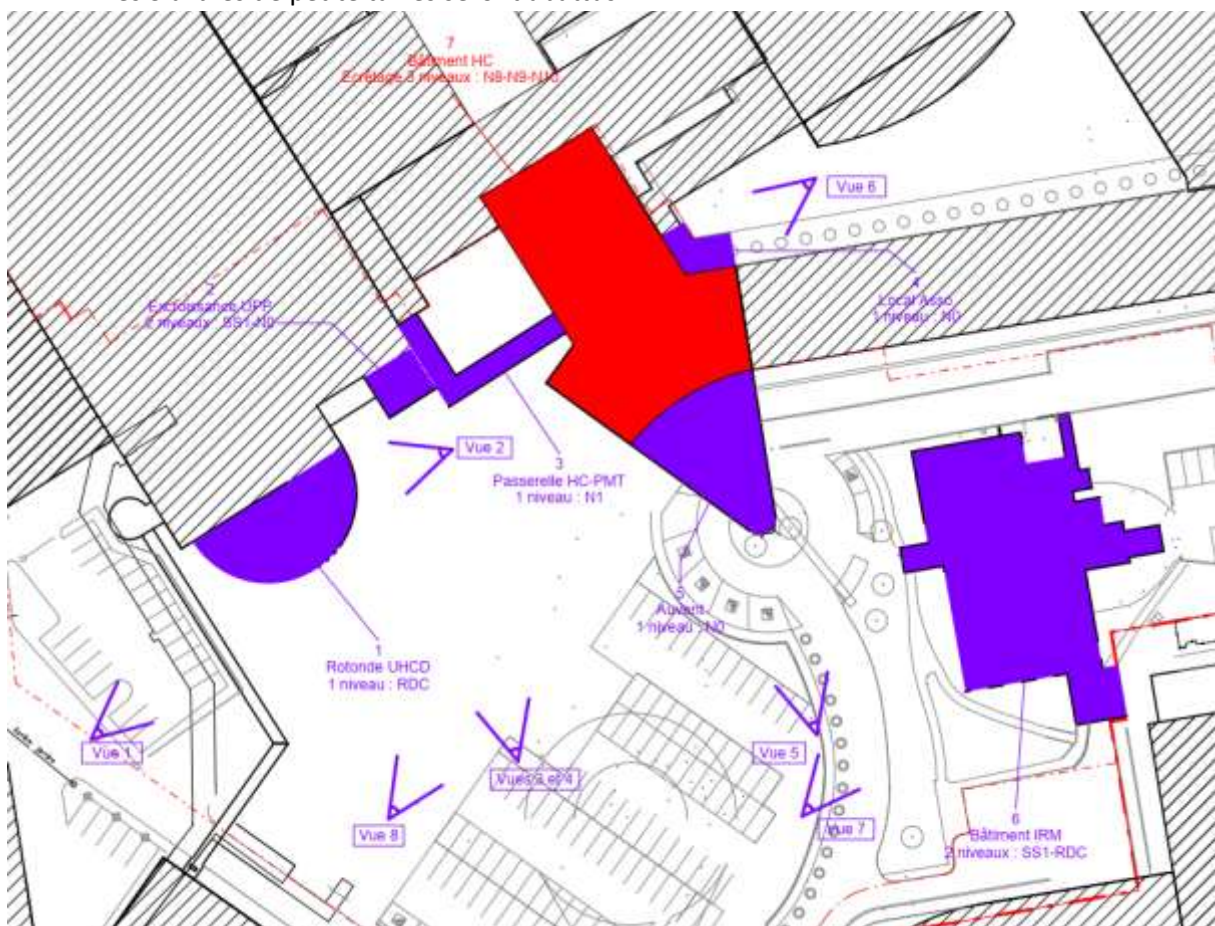 7
Bâtiment HC
Ecrêtage 3 niveaux : N8-N9-N10
Vue 6
2
Excroissance UPP
2 niveaux : SS1-N0
4
Local Asso
1 niveau : N0
Vue 2
3
Passerelle HC-PMT
1 niveau : N1
5
Auvent
1 niveau : N0
1
Rotonde UHCD
1 niveau : RDC
Vue 1
Vues 3 et 4
Vue 5
Vue 8
Vue 7
6
Bâtiment IRM
2 niveaux : SS1-RDC